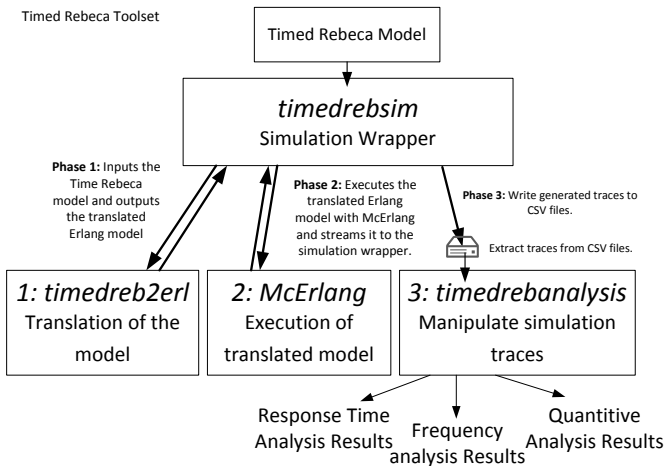 Timed Rebeca Toolset
Timed Rebeca Model
timedrebsim
Simulation Wrapper
Phase 1: Inputs the
Time Rebeca
model and outputs
the translated
Erlang model
Phase 2: Executes the
translated Erlang
model with McErlang
and streams it to the
simulation wrapper.
Phase 3: Write generated traces to
CSV files.
Extract traces from CSV files.
1: timedreb2erl
Translation of the
model
2: McErlang
Execution of
translated model
3: timedrebanalysis
Manipulate simulation
traces
Response Time
Analysis Results
Frequency
analysis Results
Quantitive
Analysis Results